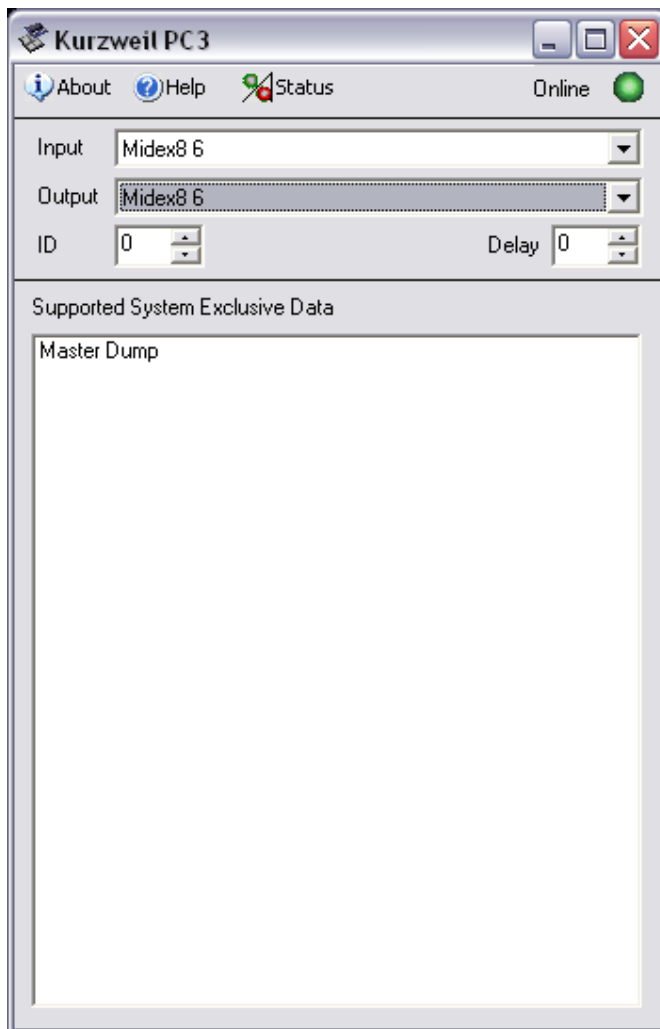 Kurzweil PC3
About Help Status Online
Input Midex8 6
Output Midex8 6
ID 0 Delay 0
Supported System Exclusive Data
Master Dump